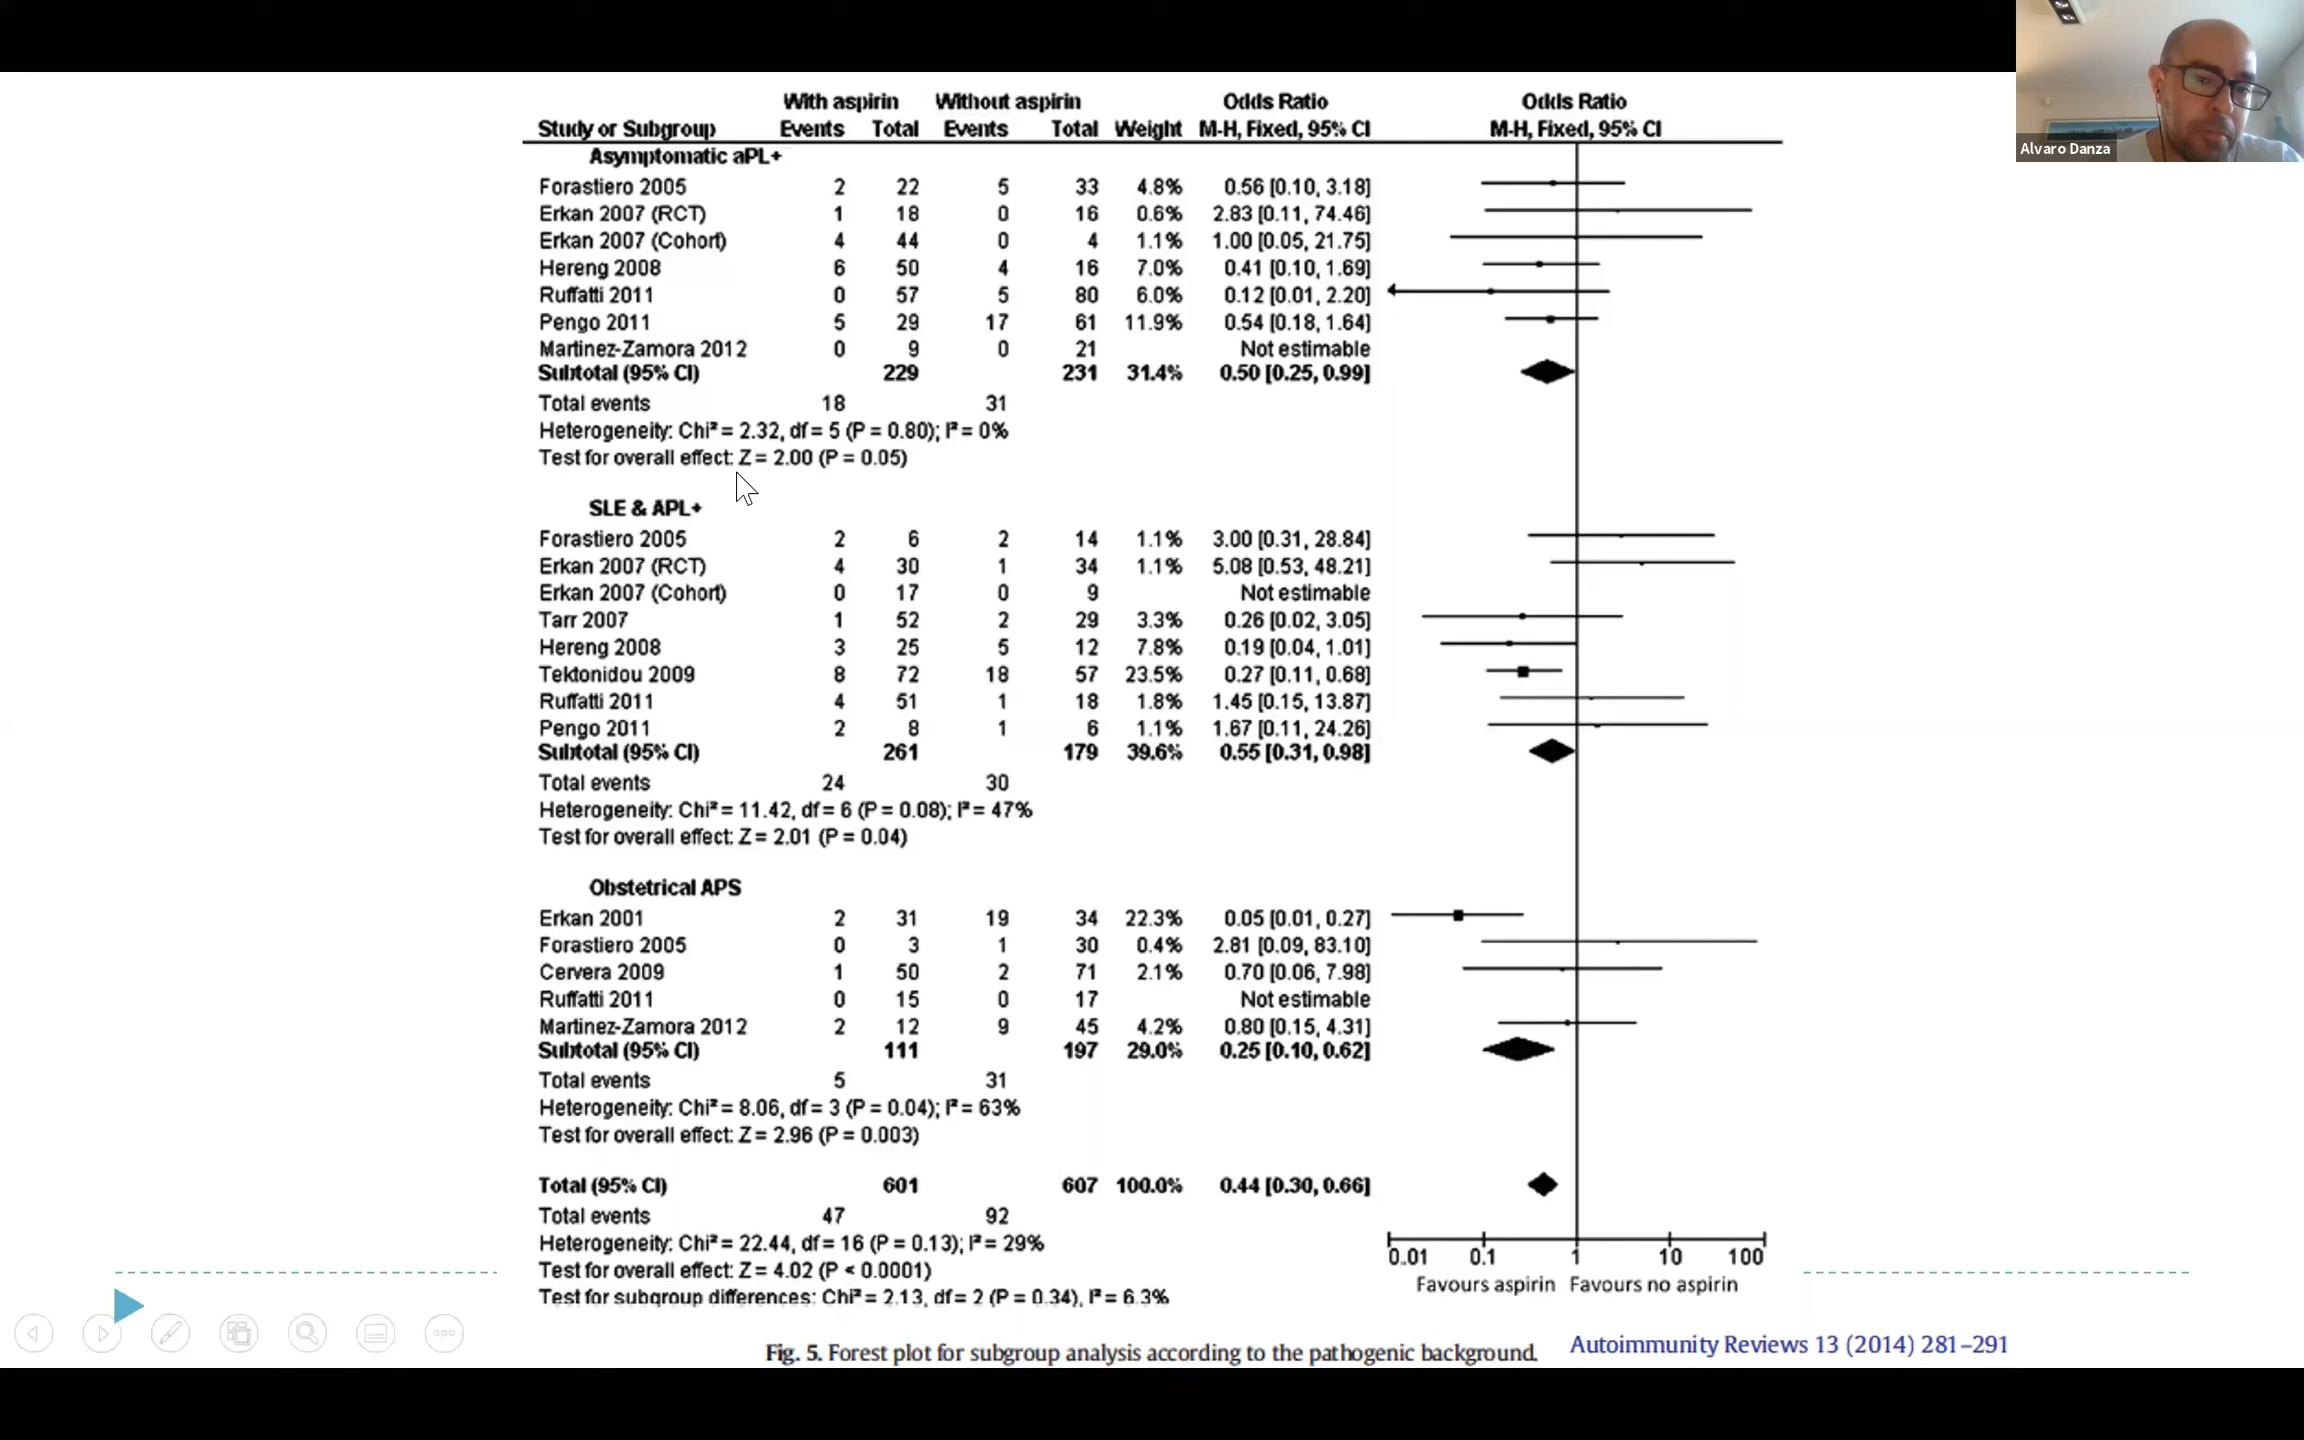 Alvaro Danza
With aspirin Without aspirin Odds Ratio Odds Ratio
Study or Subgroup Events Total Events Total Weight M-H, Fixed, 95% CI M-H, Fixed, 95% CI
Asymptomatic aPL+
Forastiero 2005 2 22 5 33 4.8% 0.56 [0.10, 3.18]
Erkan 2007 (RCT) 1 18 0 16 0.6% 2.83 [0.11, 74.46]
Erkan 2007 (Cohort) 4 44 0 4 1.1% 1.00 [0.05, 21.75]
Hereng 2008 6 50 4 16 7.0% 0.41 [0.10, 1.69]
Ruffatti 2011 0 57 5 80 6.0% 0.12 [0.01, 2.20]
Pengo 2011 5 29 17 61 11.9% 0.54 [0.18, 1.64]
Martinez-Zamora 2012 0 9 0 21 Not estimable
Subtotal (95% CI) 229 231 31.4% 0.50 [0.25, 0.99]
Total events 18 31
Heterogeneity: Chi² = 2.32, df = 5 (P = 0.80); I² = 0%
Test for overall effect: Z = 2.00 (P = 0.05)
SLE & APL+
Forastiero 2005 2 6 2 14 1.1% 3.00 [0.31, 28.84]
Erkan 2007 (RCT) 4 30 1 34 1.1% 5.08 [0.53, 48.21]
Erkan 2007 (Cohort) 0 17 0 9 Not estimable
Tarr 2007 1 52 2 29 3.3% 0.26 [0.02, 3.05]
Hereng 2008 3 25 5 12 7.8% 0.19 [0.04, 1.01]
Tektonidou 2009 8 72 18 57 23.5% 0.27 [0.11, 0.68]
Ruffatti 2011 4 51 1 18 1.8% 1.45 [0.15, 13.87]
Pengo 2011 2 8 1 6 1.1% 1.67 [0.11, 24.26]
Subtotal (95% CI) 261 179 39.6% 0.55 [0.31, 0.98]
Total events 24 30
Heterogeneity: Chi² = 11.42, df = 6 (P = 0.08); I² = 47%
Test for overall effect: Z = 2.01 (P = 0.04)
Obstetrical APS
Erkan 2001 2 31 19 34 22.3% 0.05 [0.01, 0.27]
Forastiero 2005 0 3 1 30 0.4% 2.81 [0.09, 83.10]
Cervera 2009 1 50 2 71 2.1% 0.70 [0.06, 7.98]
Ruffatti 2011 0 15 0 17 Not estimable
Martinez-Zamora 2012 2 12 9 45 4.2% 0.80 [0.15, 4.31]
Subtotal (95% CI) 111 197 29.0% 0.25 [0.10, 0.62]
Total events 5 31
Heterogeneity: Chi² = 8.06, df = 3 (P = 0.04); I² = 63%
Test for overall effect: Z = 2.96 (P = 0.003)
Total (95% CI) 601 607 100.0% 0.44 [0.30, 0.66]
Total events 47 92
Heterogeneity: Chi² = 22.44, df = 16 (P = 0.13); I² = 29%
Test for overall effect: Z = 4.02 (P < 0.0001)
Test for subgroup differences: Chi² = 2.13, df = 2 (P = 0.34), I² = 6.3%
0.01 0.1 1 10 100
Favours aspirin Favours no aspirin
Fig. 5. Forest plot for subgroup analysis according to the pathogenic background.
Autoimmunity Reviews 13 (2014) 281–291